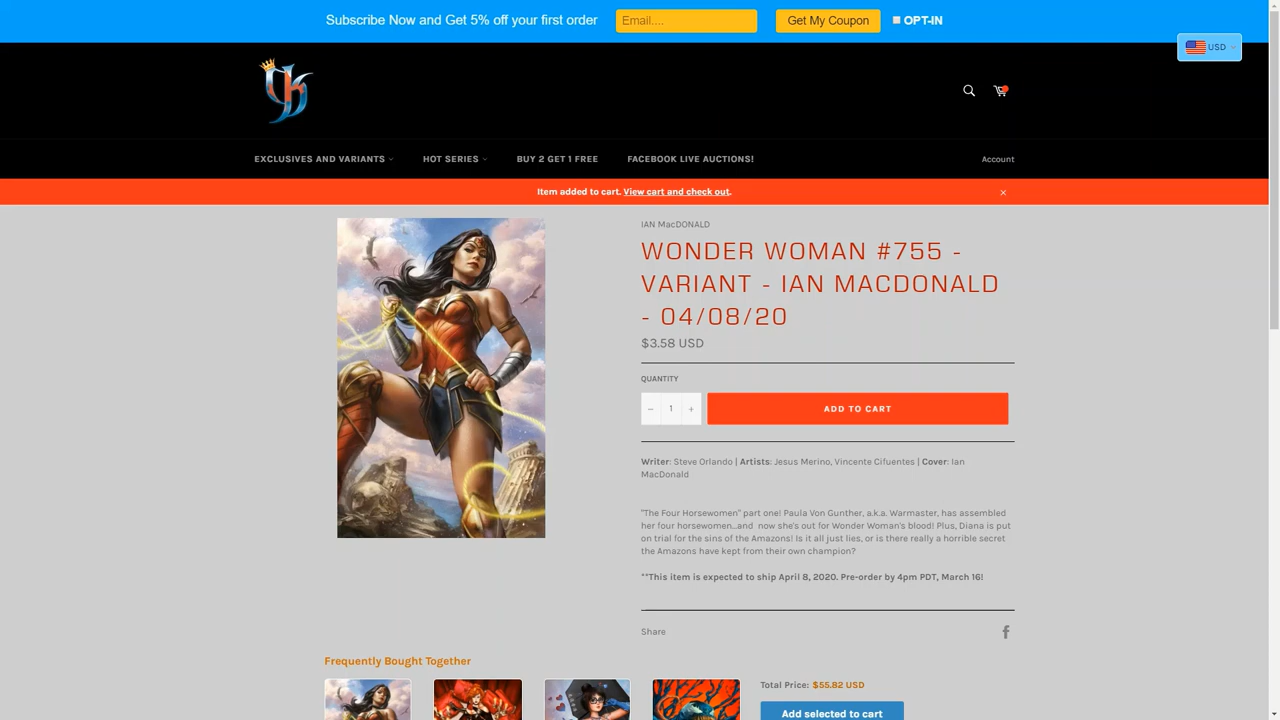 Subscribe Now and Get 5% off your first order
Email....
Get My Coupon
OPT-IN
USD
EXCLUSIVES AND VARIANTS
HOT SERIES
BUY 2 GET 1 FREE
FACEBOOK LIVE AUCTIONS!
Account
Item added to cart. View cart and check out.
IAN MacDONALD
WONDER WOMAN #755 -
VARIANT - IAN MACDONALD
- 04/08/20
$3.58 USD
QUANTITY
− 1 +
ADD TO CART
Writer: Steve Orlando | Artists: Jesus Merino, Vincente Cifuentes | Cover: Ian
MacDonald
"The Four Horsewomen" part one! Paula Von Gunther, a.k.a. Warmaster, has assembled
her four horsewomen...and now she's out for Wonder Woman's blood! Plus, Diana is put
on trial for the sins of the Amazons! Is it all just lies, or is there really a horrible secret
the Amazons have kept from their own champion?
**This item is expected to ship April 8, 2020. Pre-order by 4pm PDT, March 16!
Share
Frequently Bought Together
Total Price: $55.82 USD
Add selected to cart